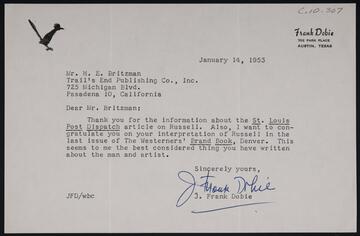 C.10.307
Frank Dobie
702 PARK PLACE
AUSTIN, TEXAS
January 14, 1953
Mr. H. E. Britzman
Trail's End Publishing Co., Inc.
725 Michigan Blvd.
Pasadena 10, California
Dear Mr. Britzman:
Thank you for the information about the St. Louis
Post Dispatch article on Russell. Also, I want to con-
gratulate you on your interpretation of Russell in the
last issue of The Westerners' Brand Book, Denver. This
seems to me the best considered thing you have written
about the man and artist.
Sincerely yours,
J. Frank Dobie
JFD/wbc
J. Frank Dobie